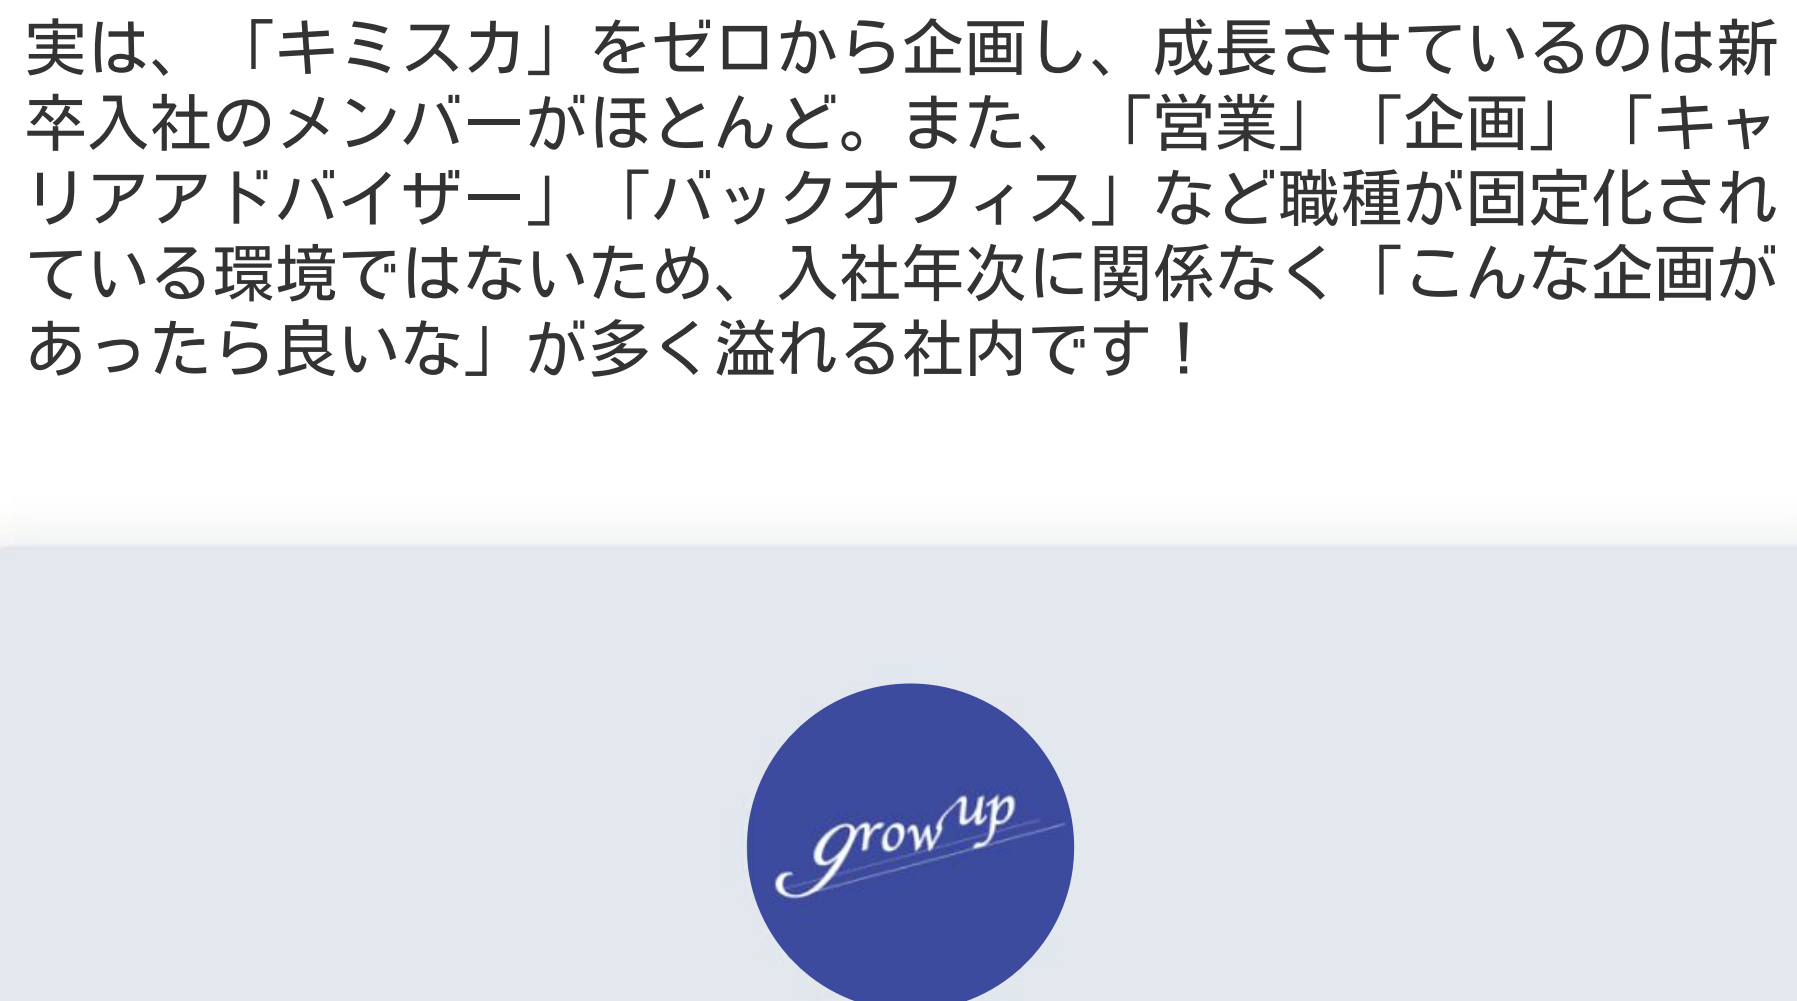 実は、「キミスカ」をゼロから企画し、成長させているのは新
卒入社のメンバーがほとんど。また、「営業」「企画」「キャ
リアアドバイザー」「バックオフィス」など職種が固定化され
ている環境ではないため、入社年次に関係なく「こんな企画が
あったら良いな」が多く溢れる社内です！
grow up